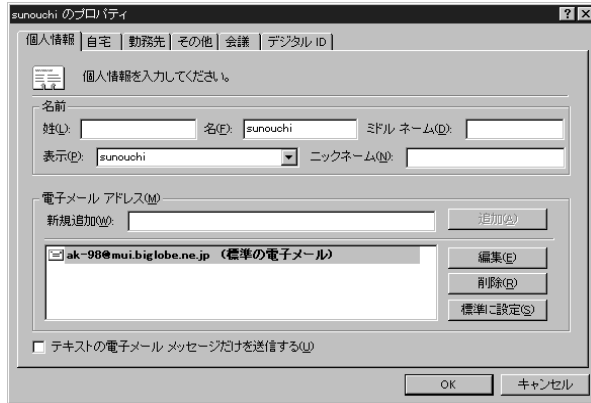 sunouchi のプロパティ
個人情報 自宅 勤務先 その他 会議 デジタル ID
個人情報を入力してください。
名前
姓(L): 名(F): sunouchi ミドル ネーム(D):
表示(P): sunouchi ニックネーム(N):
電子メール アドレス(M)
新規追加(W): 追加(A)
ak-98@mui.biglobe.ne.jp （標準の電子メール） 編集(E)
削除(R)
標準に設定(S)
テキストの電子メール メッセージだけを送信する(U)
OK キャンセル